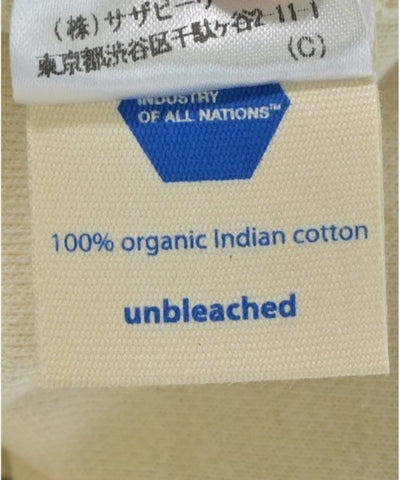 (株)サザビー
東京都渋谷区千駄ケ谷2-11-1
(C)
INDUSTRY
OF ALL NATIONS™
100% organic Indian cotton
unbleached